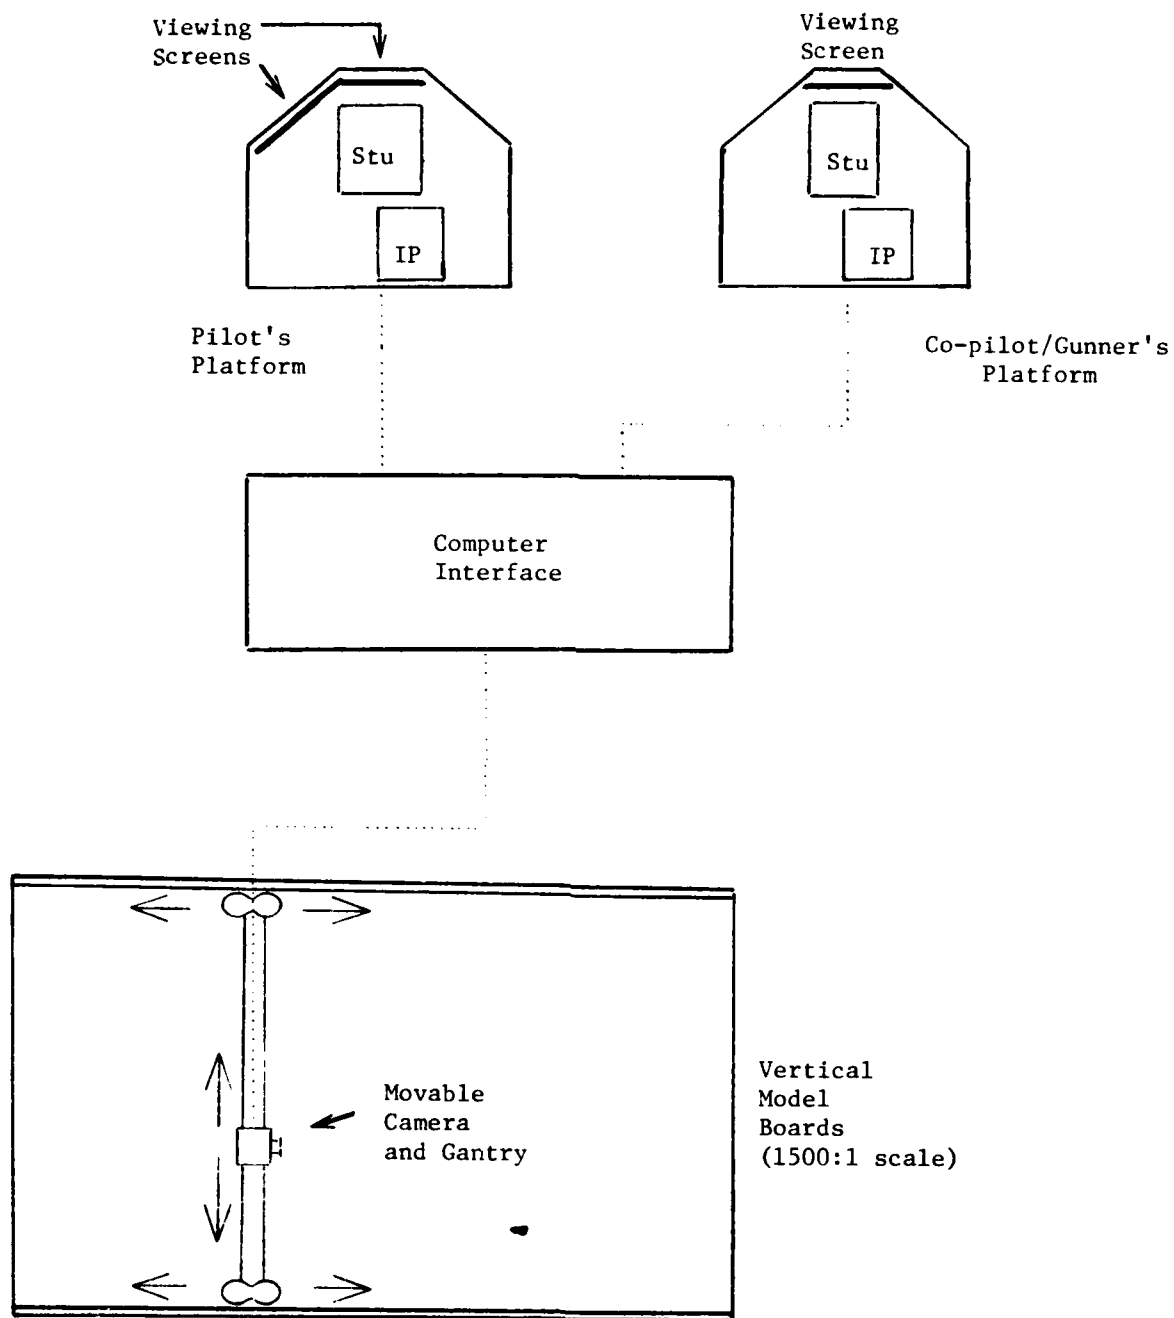 Viewing
Screens
Viewing
Screen
Stu
IP
Stu
IP
Pilot's
Platform
Co-pilot/Gunner's
Platform
Computer
Interface
Movable
Camera
and Gantry
Vertical
Model
Boards
(1500:1 scale)